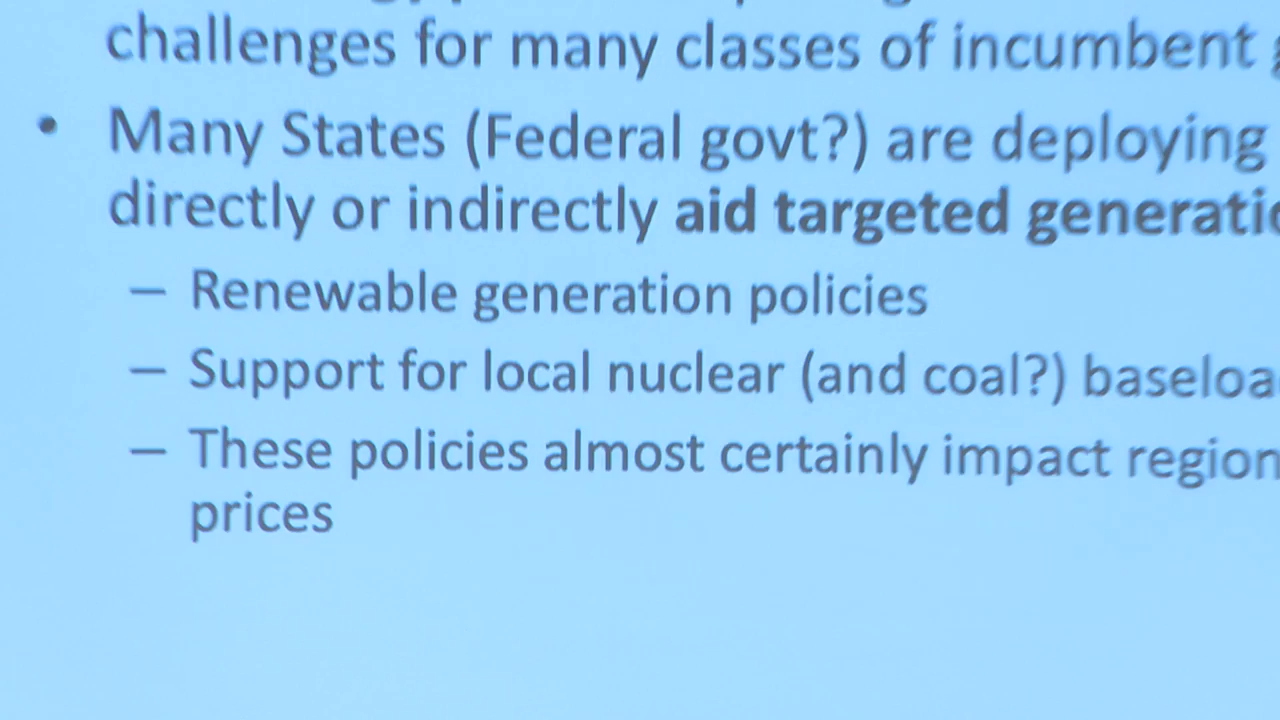 challenges for many classes of incumbent
• Many States (Federal govt?) are deploying
directly or indirectly aid targeted generatio
– Renewable generation policies
– Support for local nuclear (and coal?) baseloa
– These policies almost certainly impact region
prices